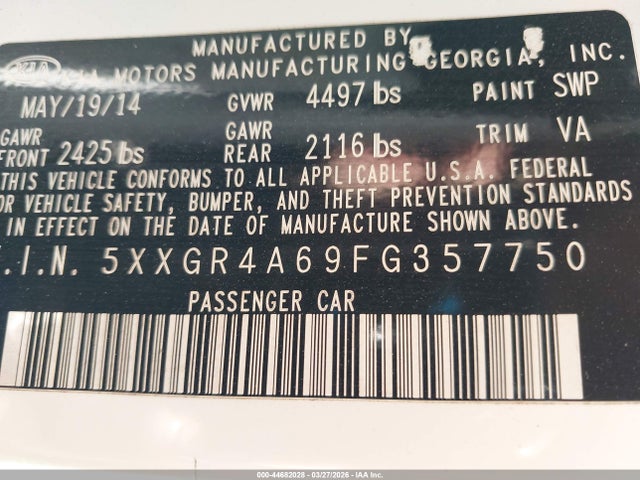 MANUFACTURED BY
KIA MOTORS MANUFACTURING GEORGIA, INC.
MAY/19/14 GVWR 4497 lbs PAINT SWP
GAWR FRONT 2425 lbs GAWR REAR 2116 lbs TRIM VA
THIS VEHICLE CONFORMS TO ALL APPLICABLE U.S.A. FEDERAL
OR VEHICLE SAFETY, BUMPER, AND THEFT PREVENTION STANDARDS
IN EFFECT ON THE DATE OF MANUFACTURE SHOWN ABOVE.
.I.N. 5XXGR4A69FG357750
PASSENGER CAR
000-44682028 - 03/27/2026 - IAA Inc.